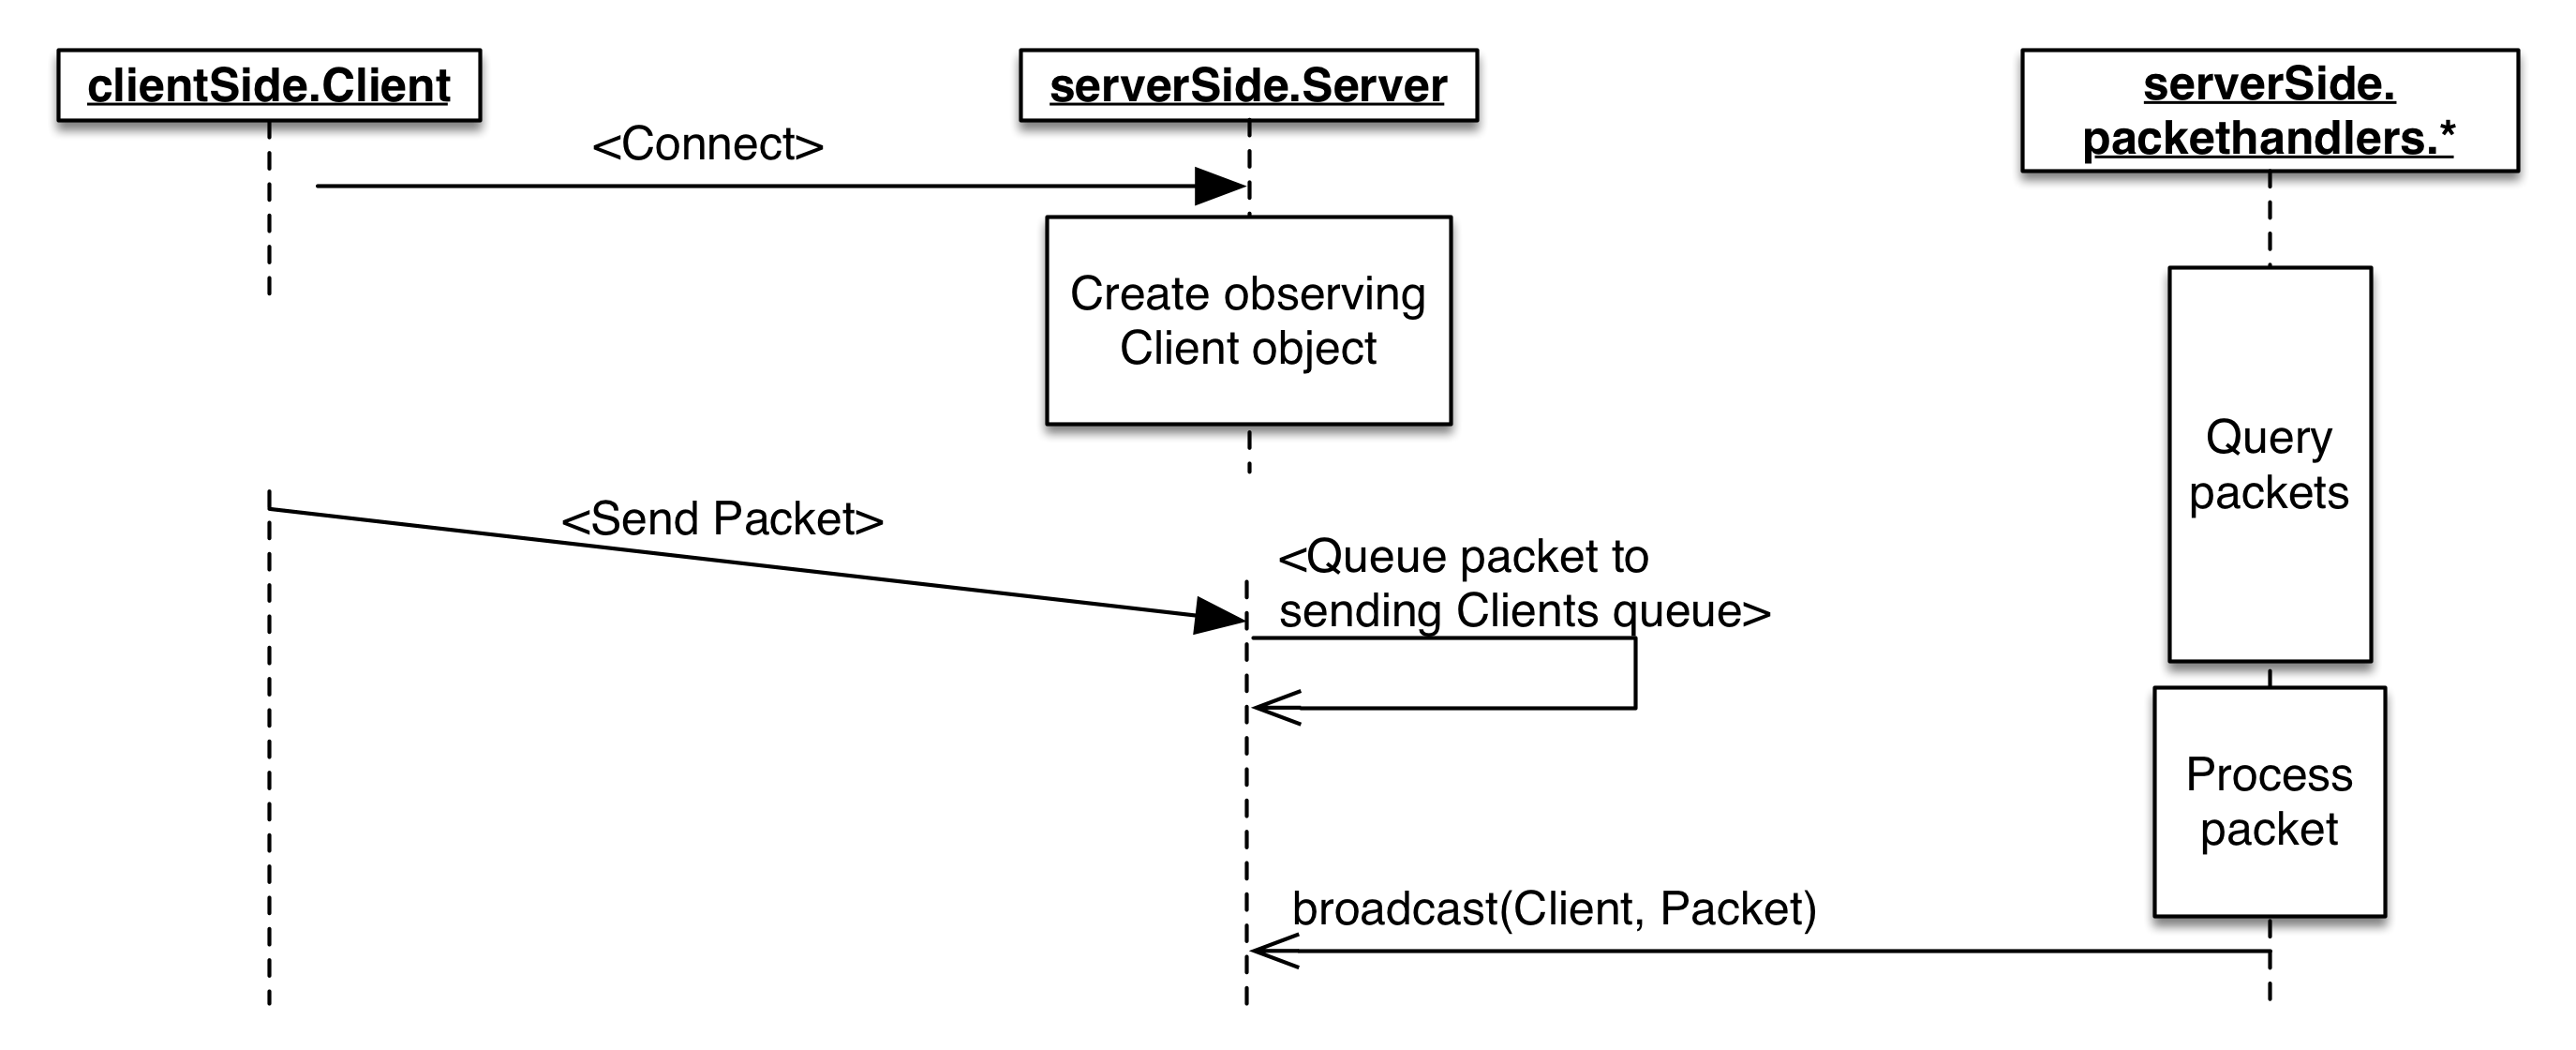 clientSide.Client
serverSide.Server
serverSide.
packethandlers.*
<Connect>
Create observing
Client object
Query
packets
<Send Packet>
<Queue packet to
sending Clients queue>
Process
packet
broadcast(Client, Packet)